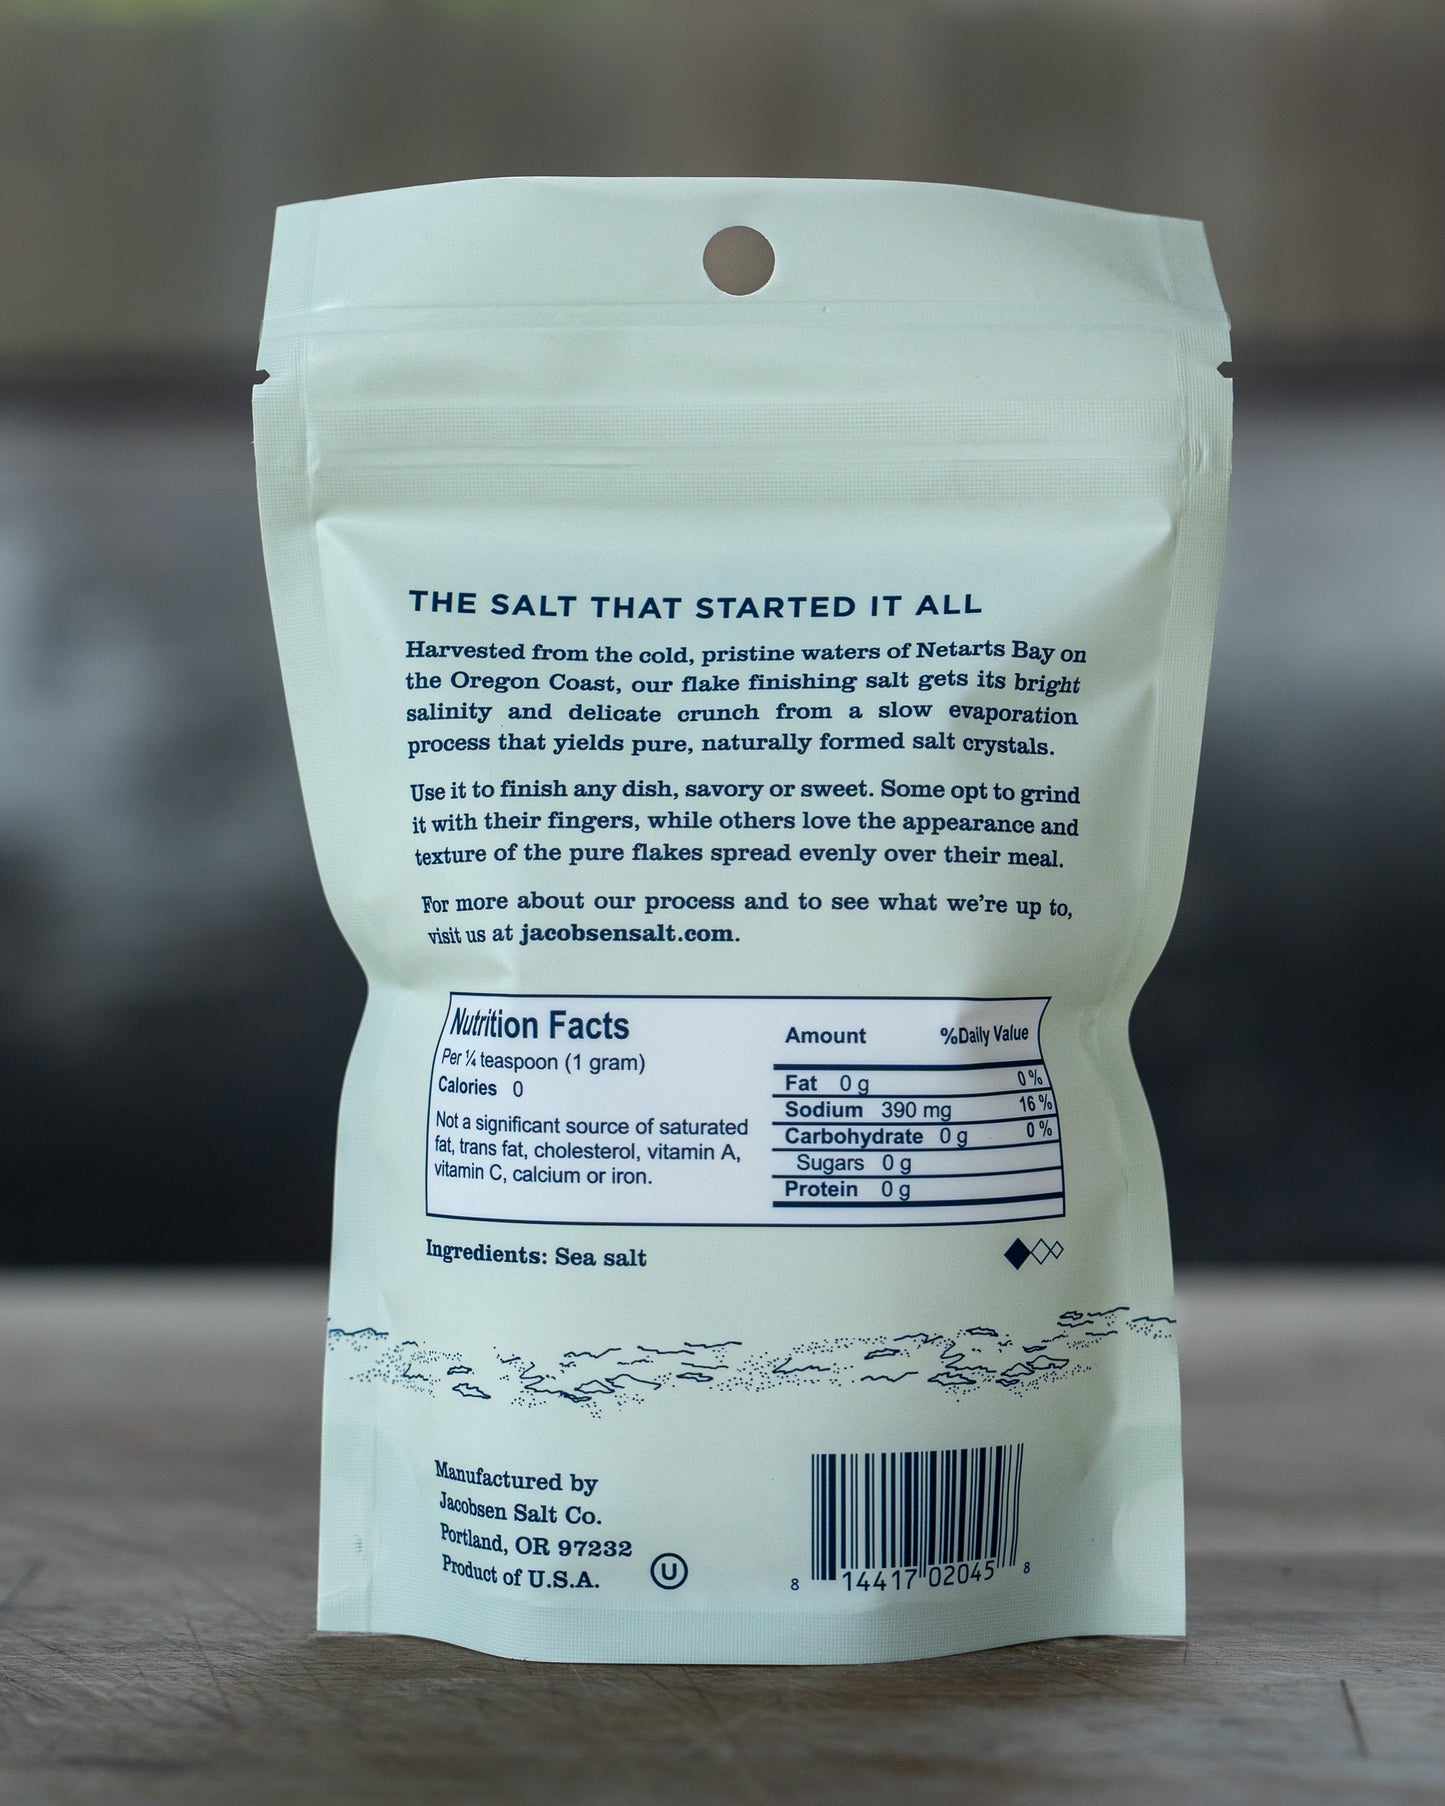 THE SALT THAT STARTED IT ALL
Harvested from the cold, pristine waters of Netarts Bay on
the Oregon Coast, our flake finishing salt gets its bright
salinity and delicate crunch from a slow evaporation
process that yields pure, naturally formed salt crystals.
Use it to finish any dish, savory or sweet. Some opt to grind
it with their fingers, while others love the appearance and
texture of the pure flakes spread evenly over their meal.
For more about our process and to see what we're up to,
visit us at jacobsensalt.com.
Nutrition Facts
Per ¼ teaspoon (1 gram)
Calories 0
Not a significant source of saturated
fat, trans fat, cholesterol, vitamin A,
vitamin C, calcium or iron.
Amount %Daily Value
Fat 0 g 0 %
Sodium 390 mg 16 %
Carbohydrate 0 g 0 %
Sugars 0 g
Protein 0 g
Ingredients: Sea salt
Manufactured by
Jacobsen Salt Co.
Portland, OR 97232
Product of U.S.A.
U
8 14417 02045 8